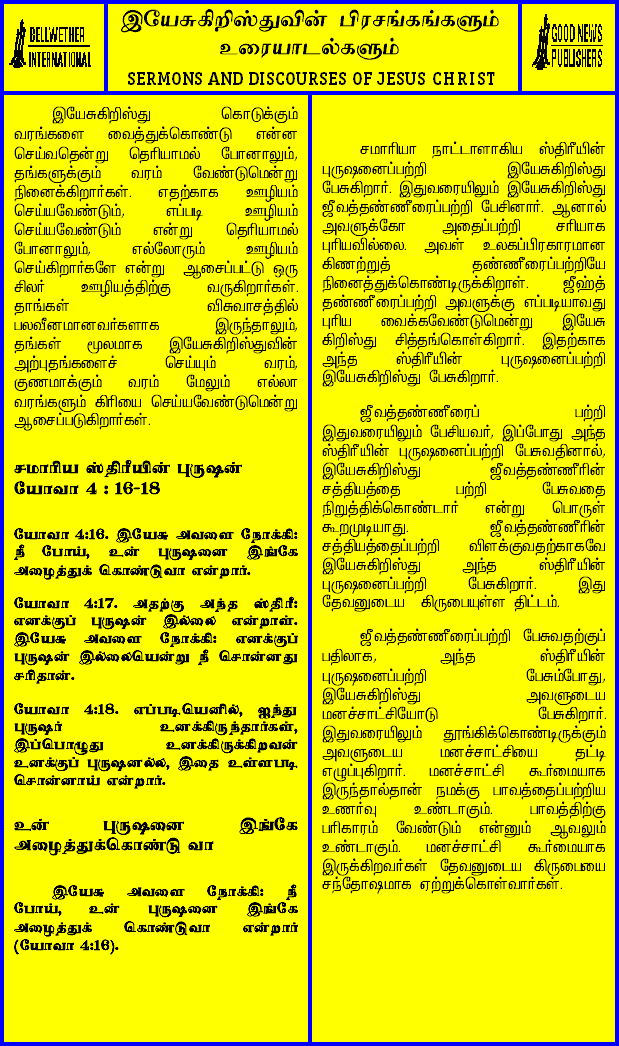 BELLWETHER
INTERNATIONAL
இயேசுகிறிஸ்துவின் பிரசங்கங்களும்
உரையாடல்களும்
SERMONS AND DISCOURSES OF JESUS CHRIST
GOOD NEWS
PUBLISHERS
இயேசுகிறிஸ்து கொடுக்கும்
வரங்களை வைத்துக்கொண்டு என்ன
செய்வதென்று தெரியாமல் போனாலும்,
தங்களுக்கும் வரம் வேண்டுமென்று
நினைக்கிறார்கள். எதற்காக ஊழியம்
செய்யவேண்டும், எப்படி ஊழியம்
செய்யவேண்டும் என்று தெரியாமல்
போனாலும், எல்லோரும் ஊழியம்
செய்கிறார்களே என்று ஆசைப்பட்டு ஒரு
சிலர் ஊழியத்திற்கு வருகிறார்கள்.
தாங்கள் விசுவாசத்தில்
பலவீனமானவர்களாக இருந்தாலும்,
தங்கள் மூலமாக இயேசுகிறிஸ்துவின்
அற்புதங்களைச் செய்யும் வரம்,
குணமாக்கும் வரம் மேலும் எல்லா
வரங்களும் கிரியை செய்யவேண்டுமென்று
ஆசைப்படுகிறார்கள்.
சமாரிய ஸ்திரீயின் புருஷன்
யோவா 4 : 16-18
யோவா 4:16. இயேசு அவளை நோக்கி:
நீ போய், உன் புருஷனை இங்கே
அழைத்துக் கொண்டுவா என்றார்.
யோவா 4:17. அதற்கு அந்த ஸ்திரீ:
எனக்குப் புருஷன் இல்லை என்றாள்.
இயேசு அவளை நோக்கி: எனக்குப்
புருஷன் இல்லையென்று நீ சொன்னது
சரிதான்.
யோவா 4:18. எப்படியெனில், ஐந்து
புருஷர் உனக்கிருந்தார்கள்,
இப்பொழுது உனக்கிருக்கிறவன்
உனக்குப் புருஷனல்ல, இதை உள்ளபடி
சொன்னாய் என்றார்.
உன் புருஷனை இங்கே
அழைத்துக்கொண்டு வா
இயேசு அவளை நோக்கி: நீ
போய், உன் புருஷனை இங்கே
அழைத்துக் கொண்டுவா என்றார்
(யோவா 4:16).
சமாரியா நாட்டாளாகிய ஸ்திரீயின்
புருஷனைப்பற்றி இயேசுகிறிஸ்து
பேசுகிறார். இதுவரையிலும் இயேசுகிறிஸ்து
ஜீவத்தண்ணீரைப்பற்றி பேசினார். ஆனால்
அவளுக்கோ அதைப்பற்றி சரியாக
புரியவில்லை. அவள் உலகப்பிரகாரமான
கிணற்றுத் தண்ணீரைப்பற்றியே
நினைத்துக்கொண்டிருக்கிறாள். ஜீஹ்த்
தண்ணீரைப்பற்றி அவளுக்கு எப்படியாவது
புரிய வைக்கவேண்டுமென்று இயேசு
கிறிஸ்து சித்தங்கொள்கிறார். இதற்காக
அந்த ஸ்திரீயின் புருஷனைப்பற்றி
இயேசுகிறிஸ்து பேசுகிறார்.
ஜீவத்தண்ணீரைப் பற்றி
இதுவரையிலும் பேசியவர், இப்போது அந்த
ஸ்திரீயின் புருஷனைப்பற்றி பேசுவதினால்,
இயேசுகிறிஸ்து ஜீவத்தண்ணீரின்
சத்தியத்தை பற்றி பேசுவதை
நிறுத்திக்கொண்டார் என்று பொருள்
கூறமுடியாது. ஜீவத்தண்ணீரின்
சத்தியத்தைப்பற்றி விளக்குவதற்காகவே
இயேசுகிறிஸ்து அந்த ஸ்திரீயின்
புருஷனைப்பற்றி பேசுகிறார். இது
தேவனுடைய கிருபையுள்ள திட்டம்.
ஜீவத்தண்ணீரைப்பற்றி பேசுவதற்குப்
பதிலாக, அந்த ஸ்திரீயின்
புருஷனைப்பற்றி பேசும்போது,
இயேசுகிறிஸ்து அவளுடைய
மனச்சாட்சியோடு பேசுகிறார்.
இதுவரையிலும் தூங்கிக்கொண்டிருக்கும்
அவளுடைய மனச்சாட்சியை தட்டி
எழுப்புகிறார். மனச்சாட்சி கூர்மையாக
இருந்தால்தான் நமக்கு பாவத்தைப்பற்றிய
உணர்வு உண்டாகும். பாவத்திற்கு
பரிகாரம் வேண்டும் என்னும் ஆவலும்
உண்டாகும். மனச்சாட்சி கூர்மையாக
இருக்கிறவர்கள் தேவனுடைய கிருபையை
சந்தோஷமாக ஏற்றுக்கொள்வார்கள்.